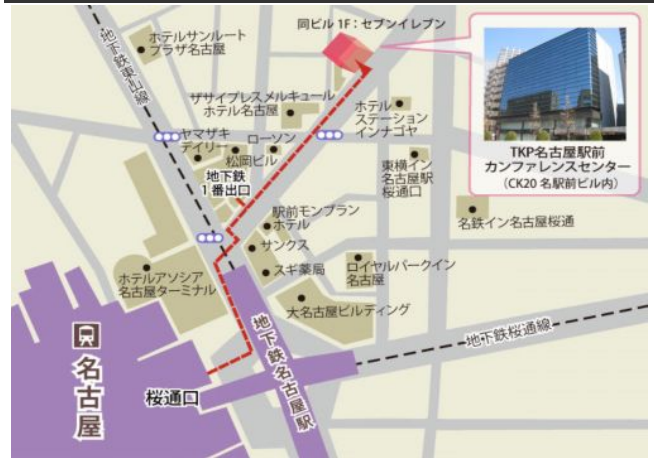 同ビル 1F：セブンイレブン
ホテルサンルート
プラザ名古屋
地下鉄東山線
ザサイプレスメルキュール
ホテル名古屋
ホテル
ステーション
インナゴヤ
TKP名古屋駅前
カンファレンスセンター
（CK20 名駅前ビル内）
ヤマザキ
デイリー
ローソン
松岡ビル
地下鉄
1番出口
東横イン
名古屋駅
桜通口
駅前モンブラン
ホテル
名鉄イン名古屋桜通
サンクス
スギ薬局
ロイヤルパークイン
名古屋
ホテルアソシア
名古屋ターミナル
大名古屋ビルディング
地下鉄桜通線
地下鉄名古屋駅
名古屋
桜通口